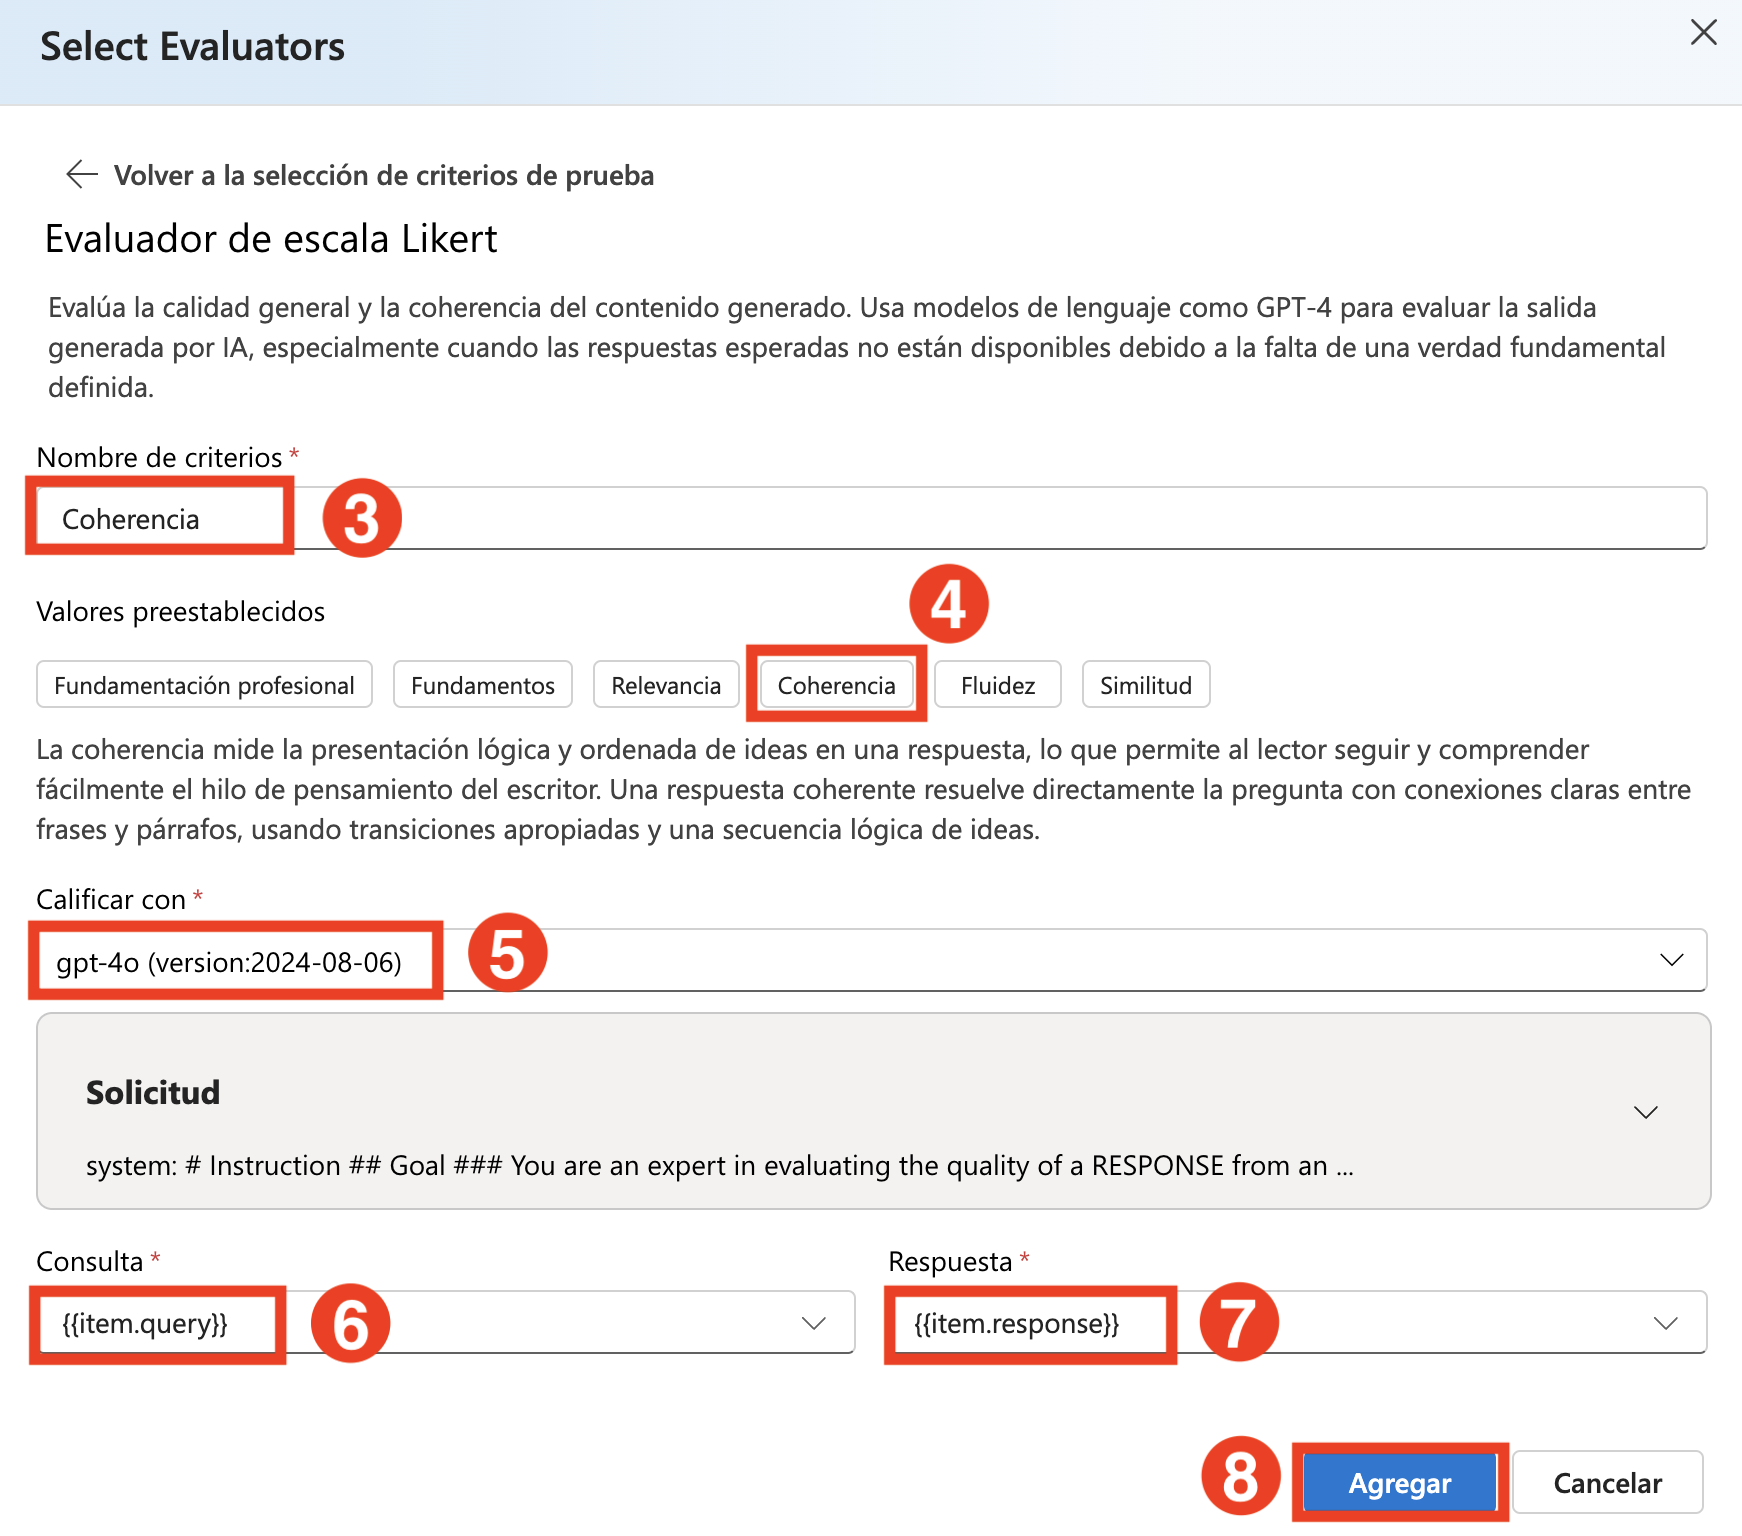 Select Evaluators
Volver a la selección de criterios de prueba
Evaluador de escala Likert
Evalúa la calidad general y la coherencia del contenido generado. Usa modelos de lenguaje como GPT-4 para evaluar la salida
generada por IA, especialmente cuando las respuestas esperadas no están disponibles debido a la falta de una verdad fundamental
definida.
Nombre de criterios *
Coherencia
3
4
Valores preestablecidos
Fundamentación profesional Fundamentos Relevancia Coherencia Fluidez Similitud
La coherencia mide la presentación lógica y ordenada de ideas en una respuesta, lo que permite al lector seguir y comprender
fácilmente el hilo de pensamiento del escritor. Una respuesta coherente resuelve directamente la pregunta con conexiones claras entre
frases y párrafos, usando transiciones apropiadas y una secuencia lógica de ideas.
Calificar con *
gpt-4o (version:2024-08-06)
5
Solicitud
system: # Instruction ## Goal ### You are an expert in evaluating the quality of a RESPONSE from an ...
Consulta *
{{item.query}}
6
Respuesta *
{{item.response}}
7
8
Agregar
Cancelar